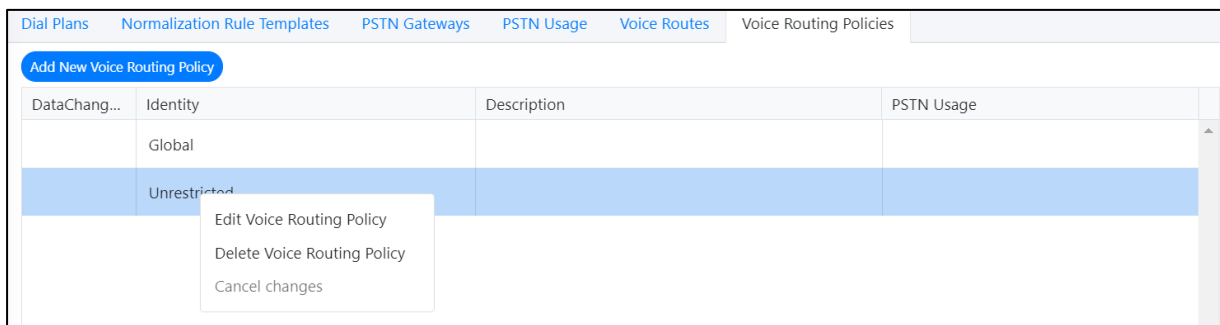 Dial Plans Normalization Rule Templates PSTN Gateways PSTN Usage Voice Routes Voice Routing Policies
Add New Voice Routing Policy
DataChang... Identity Description PSTN Usage
Global
Unrestricted
Edit Voice Routing Policy
Delete Voice Routing Policy
Cancel changes